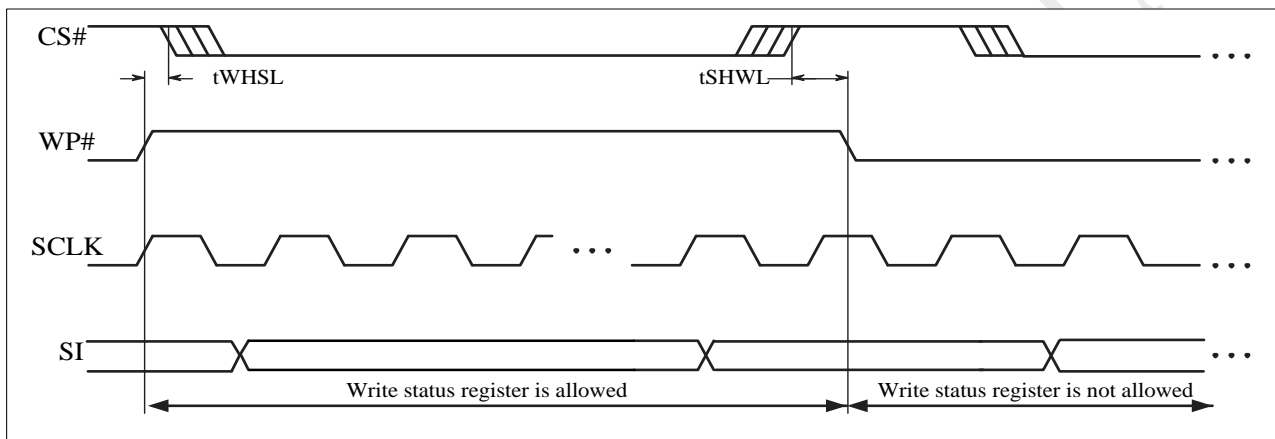 CS#
tWHSL
tSHWL
WP#
SCLK
SI
Write status register is allowed
Write status register is not allowed